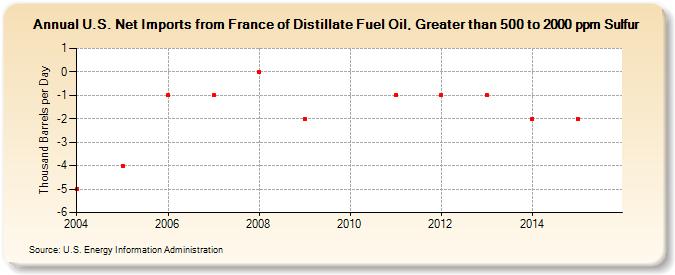 Annual U.S. Net Imports from France of Distillate Fuel Oil, Greater than 500 to 2000 ppm Sulfur
Thousand Barrels per Day
1
0
-1
-2
-3
-4
-5
-6
2004 2006 2008 2010 2012 2014
Source: U.S. Energy Information Administration